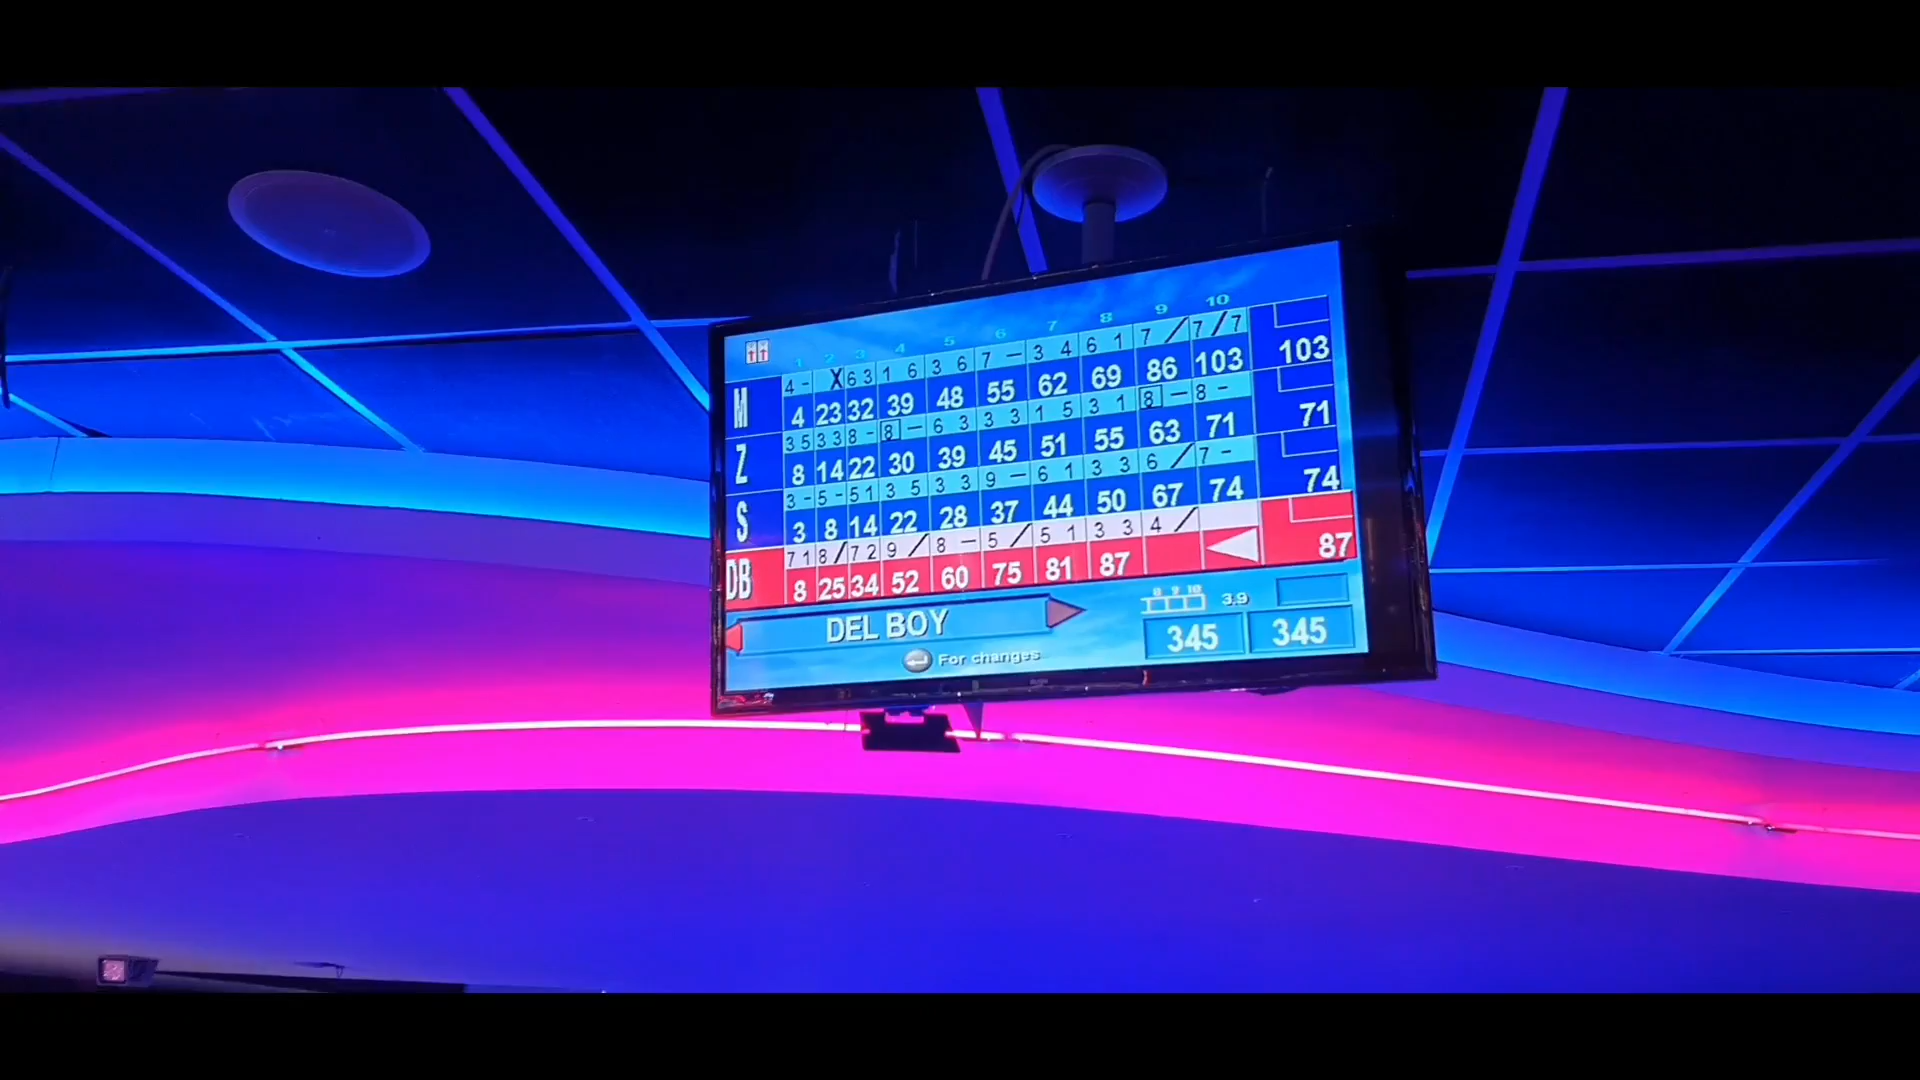 1 2 3 4 5 6 7 8 9 10
4 - X 6 3 1 6 3 6 7 - 3 4 6 1 7 / 7 / 7
M 4 23 32 39 48 55 62 69 86 103 103
3 5 3 3 8 - 8 - 6 3 3 3 1 5 3 1 8 - 8 -
Z 8 14 22 30 39 45 51 55 63 71 71
3 - 5 - 5 1 3 5 3 3 9 - 6 1 3 3 6 / 7 -
S 3 8 14 22 28 37 44 50 67 74 74
7 1 8 / 7 2 9 / 8 - 5 / 5 1 3 3 4 /
DB 8 25 34 52 60 75 81 87 87
DEL BOY
8 9 10 3.9
345 345
For changes